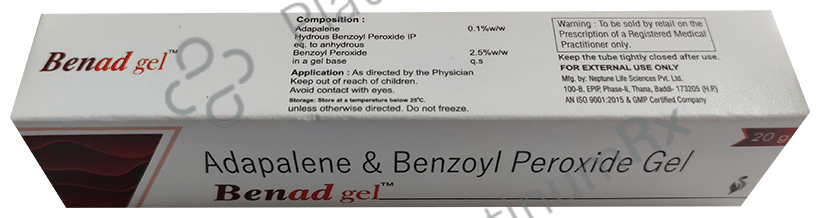 Benad gel™
Composition :
Adapalene 0.1%w/w
Hydrous Benzoyl Peroxide IP
eq. to anhydrous
Benzoyl Peroxide 2.5%w/w
in a gel base q.s
Application : As directed by the Physician
Keep out of reach of children.
Avoid contact with eyes.
Storage: Store at a temperature below 25°C.
unless otherwise directed. Do not freeze.
Warning : To be sold by retail on the
Prescription of a Registered Medical
Practitioner only.
Keep the tube tightly closed after use.
FOR EXTERNAL USE ONLY
Mfg. by: Neptune Life Sciences Pvt. Ltd.
100-B, EPIP, Phase-II, Thana, Baddi- 173205 (H.P.)
AN ISO 9001:2015 & GMP Certified Company
20 g
Adapalene & Benzoyl Peroxide Gel
Benad gel™